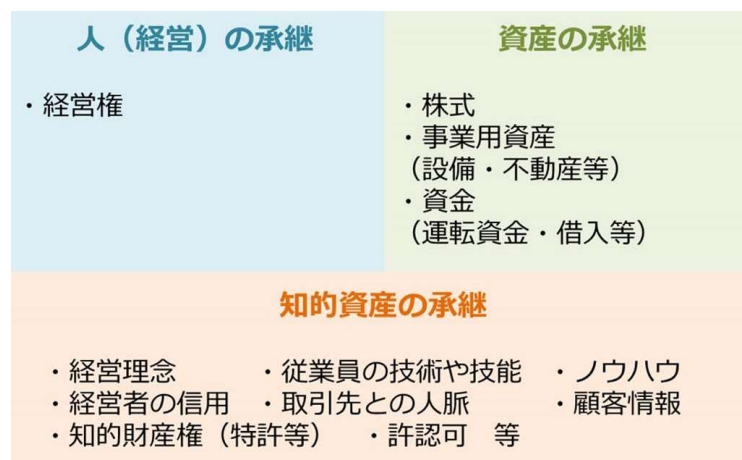 人（経営）の承継
・経営権
資産の承継
・株式
・事業用資産
（設備・不動産等）
・資金
（運転資金・借入等）
知的資産の承継
・経営理念　・従業員の技術や技能　・ノウハウ
・経営者の信用　・取引先との人脈　・顧客情報
・知的財産権（特許等）　・許認可　等